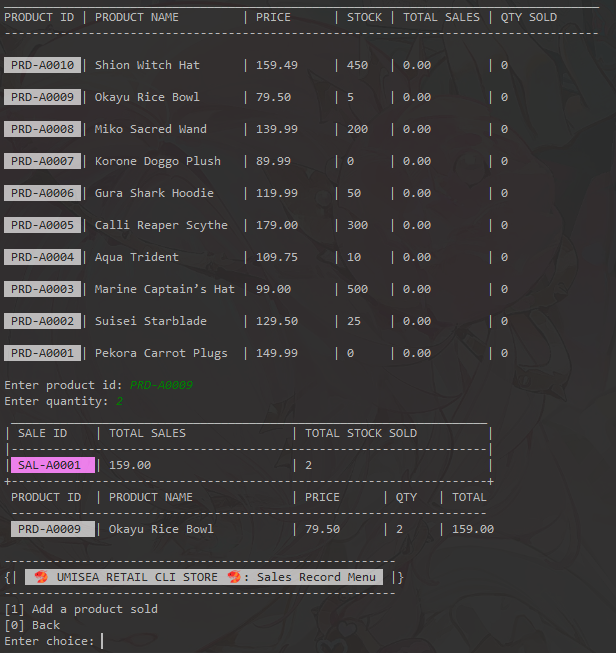 PRODUCT ID | PRODUCT NAME | PRICE | STOCK | TOTAL SALES | QTY SOLD
PRD-A0010 | Shion Witch Hat | 159.49 | 450 | 0.00 | 0
PRD-A0009 | Okayu Rice Bowl | 79.50 | 5 | 0.00 | 0
PRD-A0008 | Miko Sacred Wand | 139.99 | 200 | 0.00 | 0
PRD-A0007 | Korone Doggo Plush | 89.99 | 0 | 0.00 | 0
PRD-A0006 | Gura Shark Hoodie | 119.99 | 50 | 0.00 | 0
PRD-A0005 | Calli Reaper Scythe | 179.00 | 300 | 0.00 | 0
PRD-A0004 | Aqua Trident | 109.75 | 10 | 0.00 | 0
PRD-A0003 | Marine Captain’s Hat | 99.00 | 500 | 0.00 | 0
PRD-A0002 | Suisei Starblade | 129.50 | 25 | 0.00 | 0
PRD-A0001 | Pekora Carrot Plugs | 149.99 | 0 | 0.00 | 0
Enter product id: PRD-A0009
Enter quantity: 2
| SALE ID | TOTAL SALES | TOTAL STOCK SOLD |
| SAL-A0001 | 159.00 | 2 |
PRODUCT ID | PRODUCT NAME | PRICE | QTY | TOTAL
PRD-A0009 | Okayu Rice Bowl | 79.50 | 2 | 159.00
{| 🦐 UMISEA RETAIL CLI STORE 🦐: Sales Record Menu |}
[1] Add a product sold
[0] Back
Enter choice: